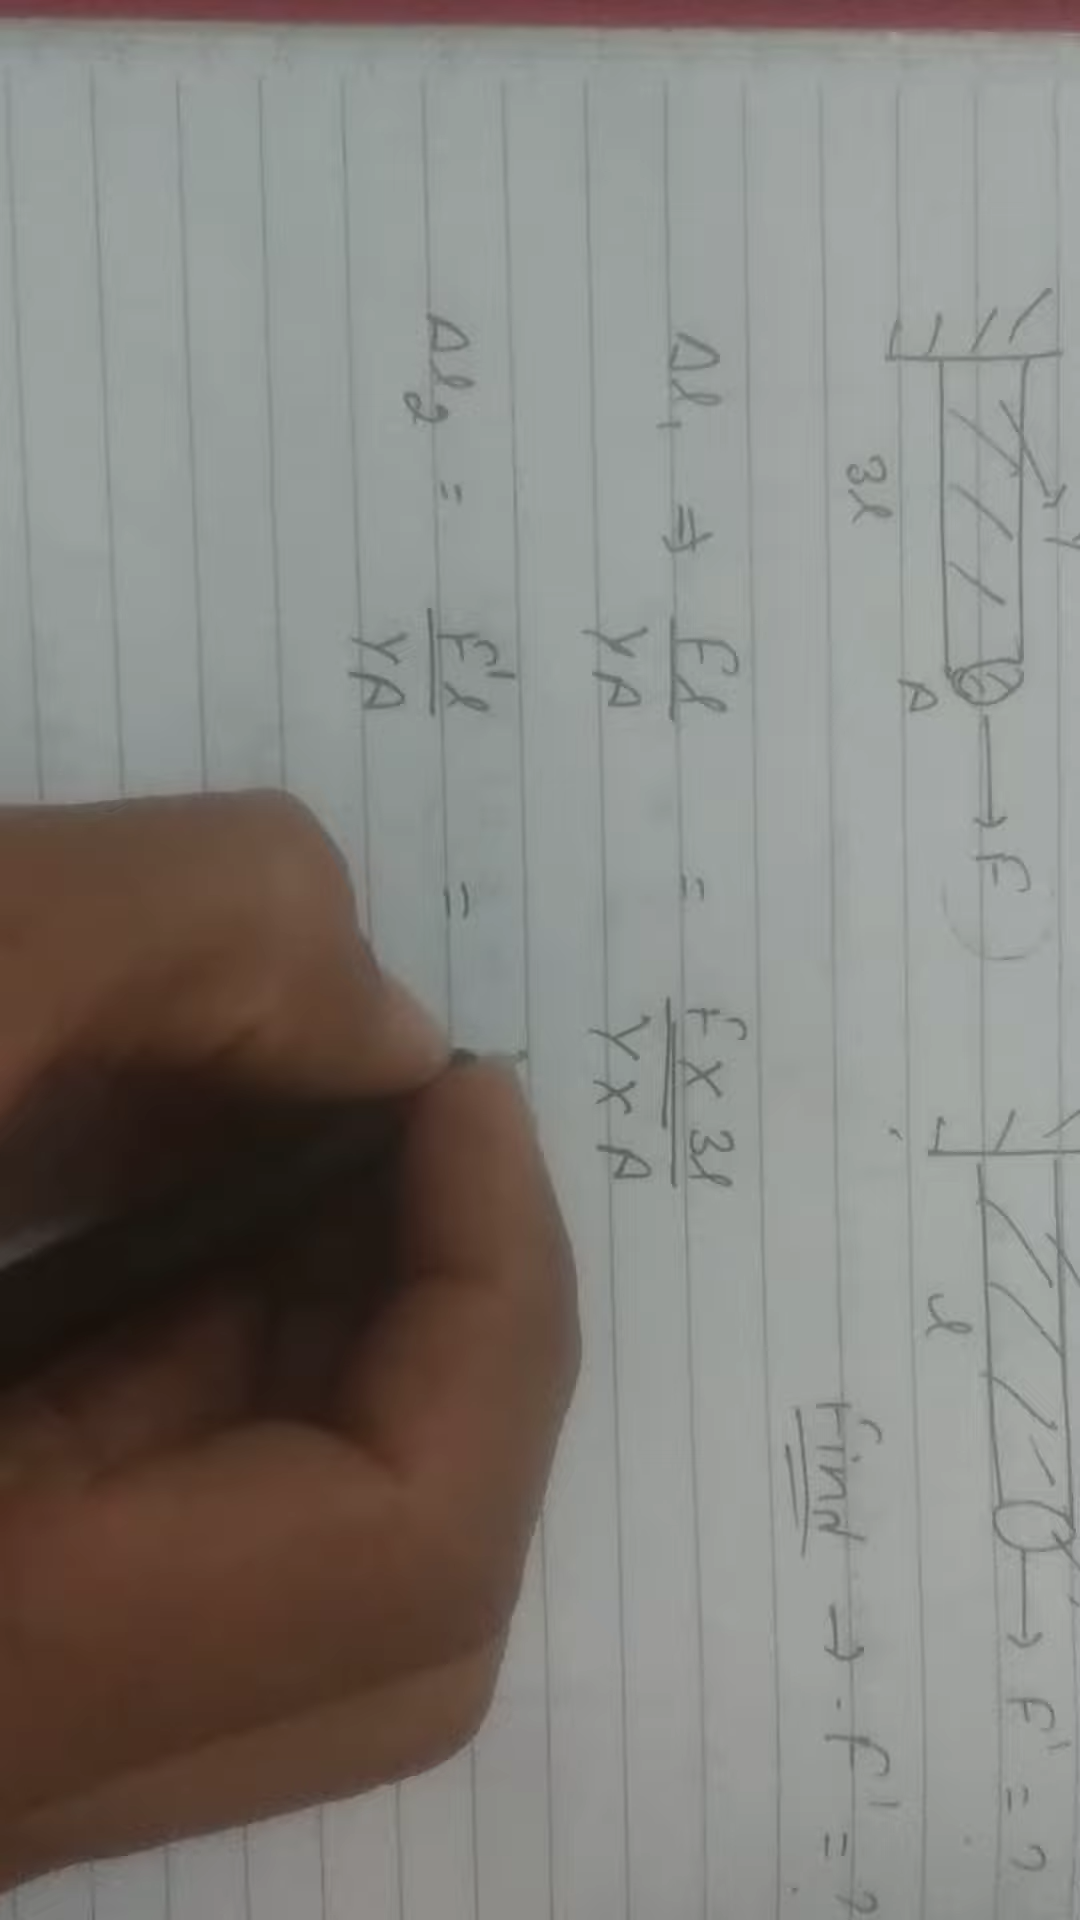 Y
3l A → F
l → F' = ?
Find → F' = ?
Δl₁ ⇒ Fl/YA = F x 3l/Y x A
Δl₂ = F'l/YA =